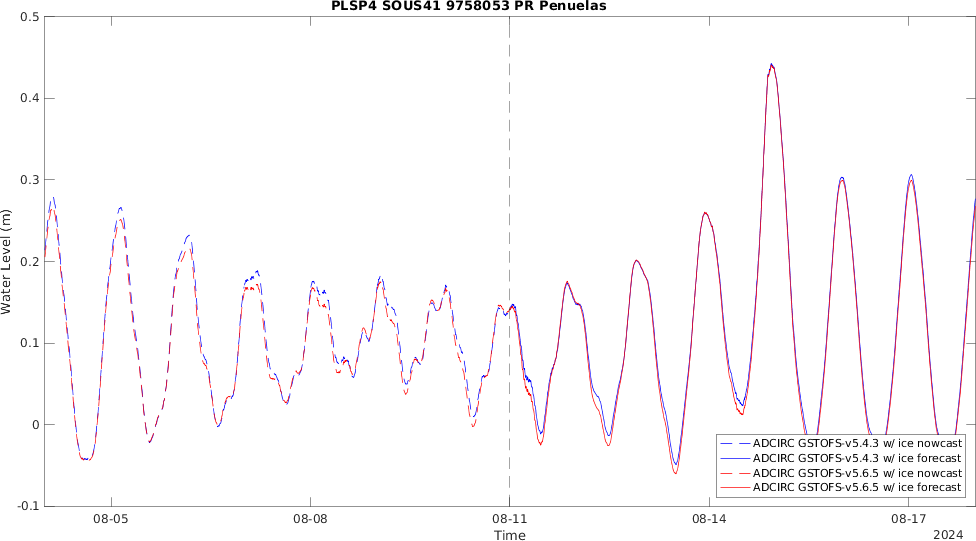 PLSP4 SOUS41 9758053 PR Penuelas
0.5
0.4
0.3
0.2
0.1
0
-0.1
Water Level (m)
ADCIRC GSTOFS-v5.4.3 w/ ice nowcast
ADCIRC GSTOFS-v5.4.3 w/ ice forecast
ADCIRC GSTOFS-v5.6.5 w/ ice nowcast
ADCIRC GSTOFS-v5.6.5 w/ ice forecast
08-05 08-08 08-11 08-14 08-17
Time
2024